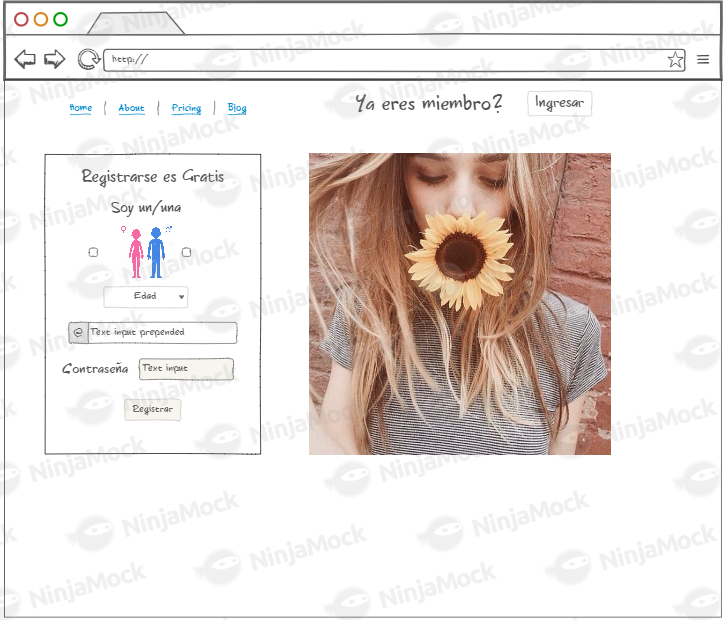 http://
Home | About | Pricing | Blog
Ya eres miembro?
Ingresar
Registrarse es Gratis
Soy un/una
Edad
@ Text input prepended
Contraseña
Text input
Registrar
NinjaMock